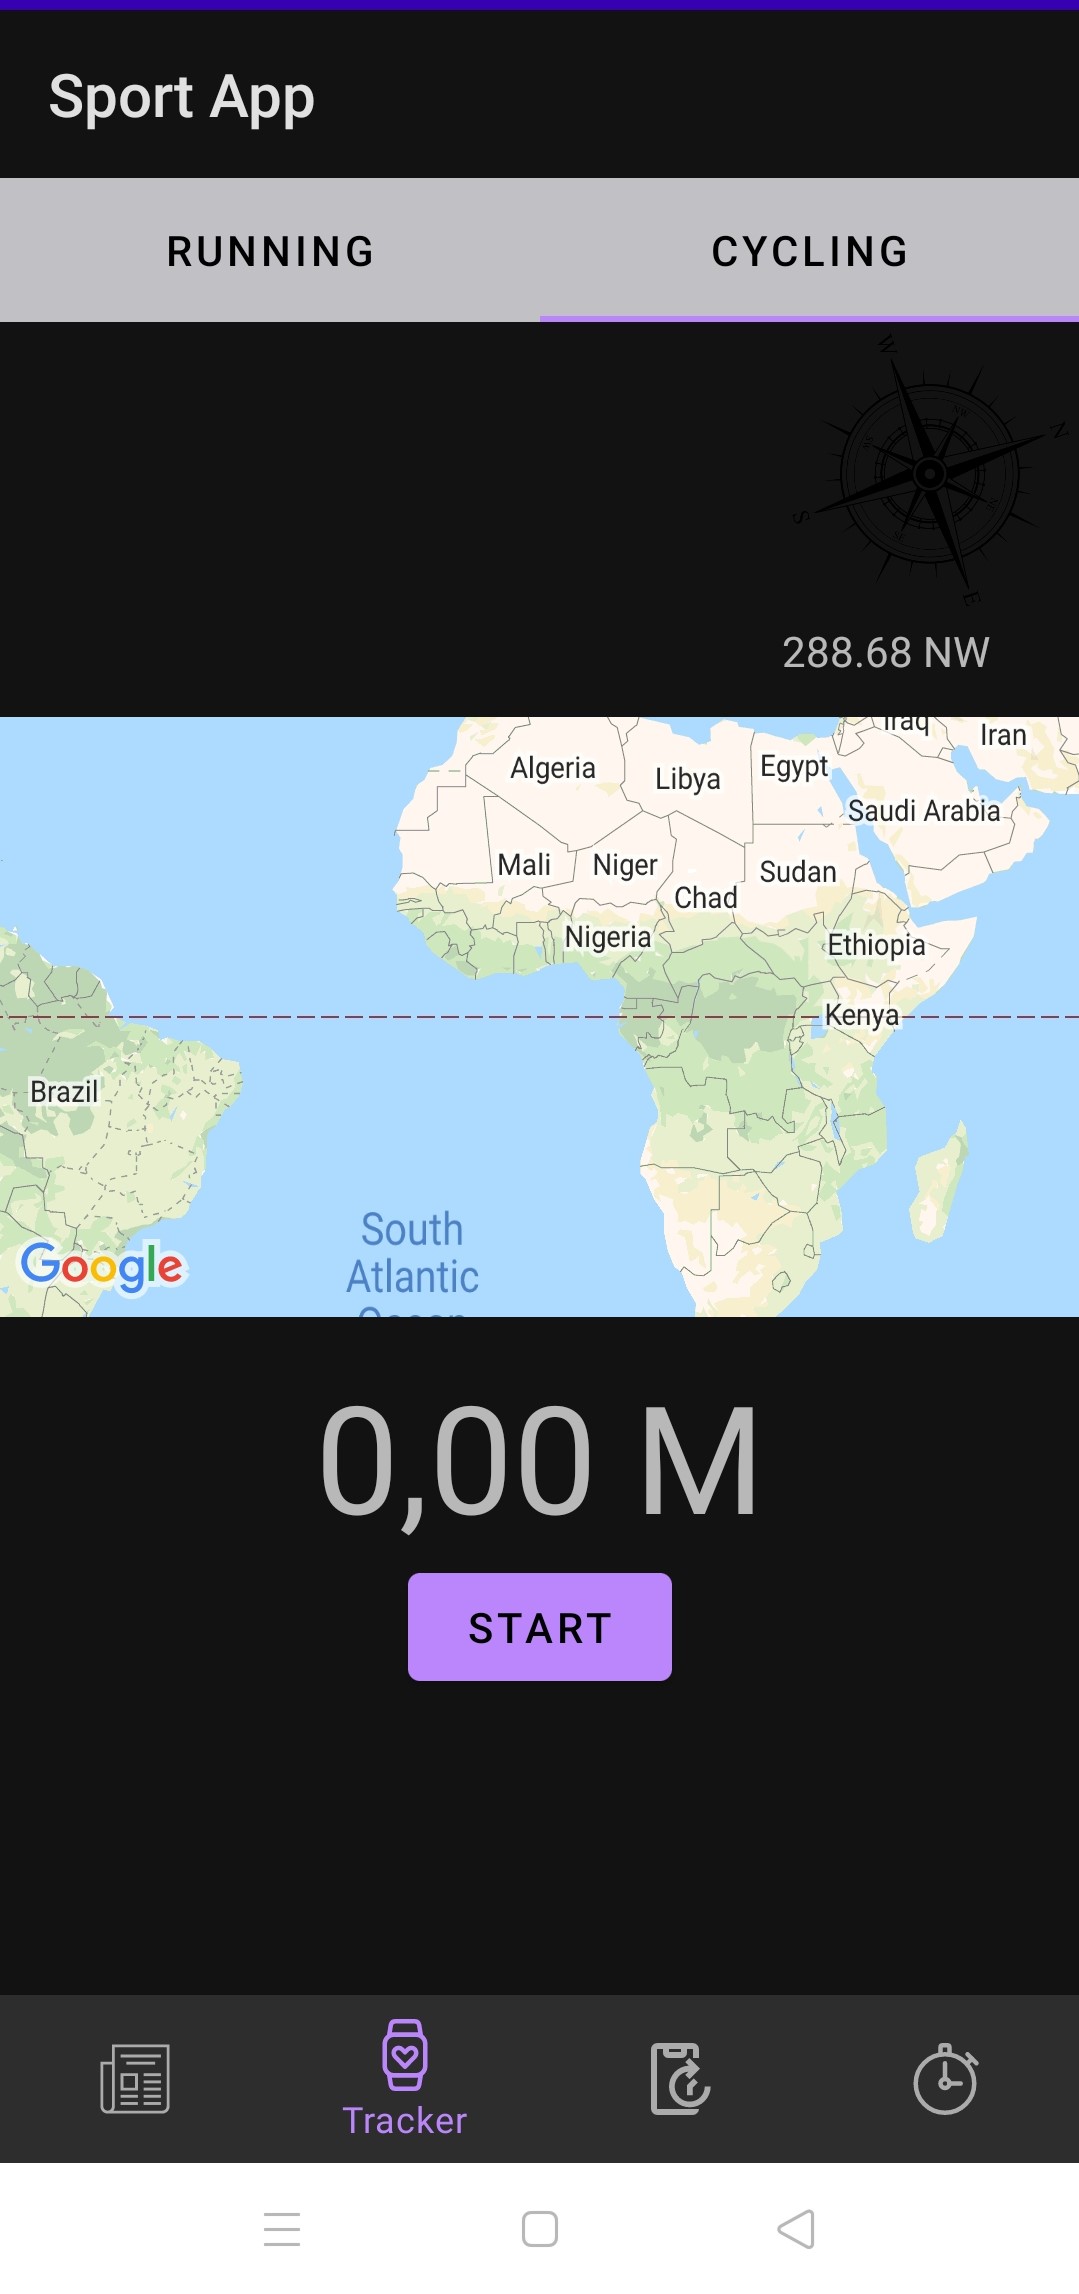 Sport App
RUNNING
CYCLING
W
N
S
E
288.68 NW
Iraq
Iran
Algeria
Libya
Egypt
Saudi Arabia
Mali
Niger
Chad
Sudan
Nigeria
Ethiopia
Kenya
Brazil
South
Atlantic
Ocean
Google
0,00 M
START
Tracker